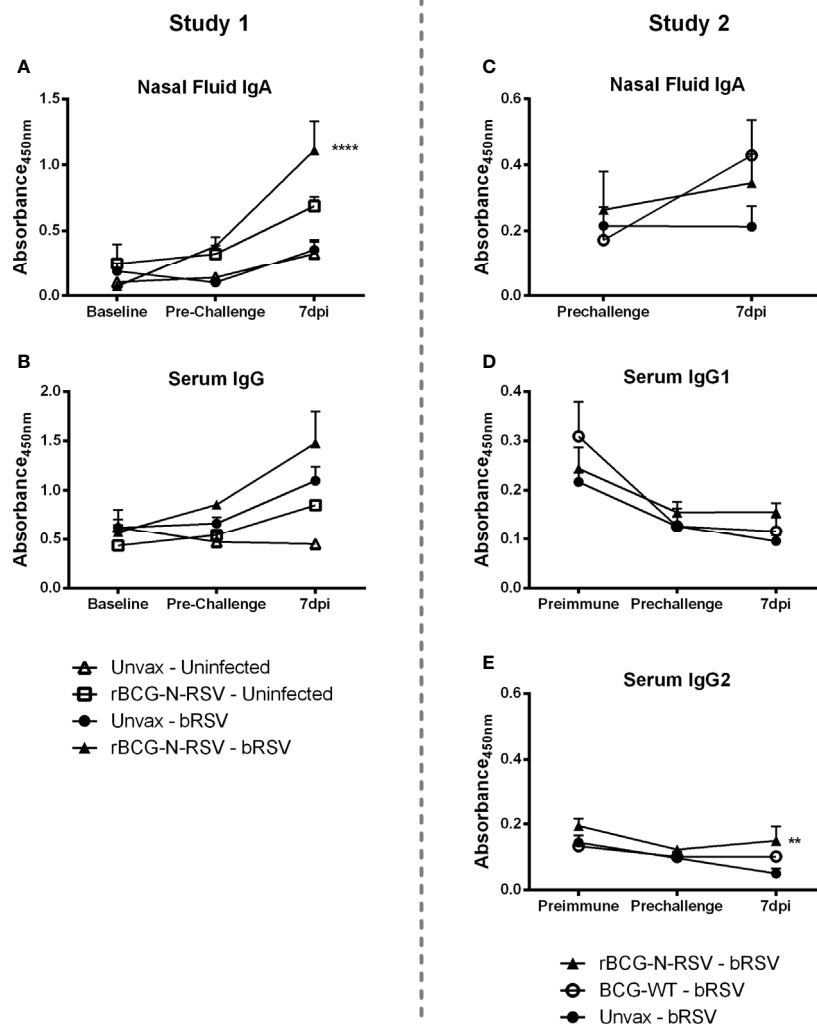 Study 1
A
Nasal Fluid IgA
Absorbance450nm
1.5
1.0
0.5
0.0
****
Baseline Pre-Challenge 7dpi
B
Serum IgG
Absorbance450nm
2.0
1.5
1.0
0.5
0.0
Baseline Pre-Challenge 7dpi
Unvax - Uninfected
rBCG-N-RSV - Uninfected
Unvax - bRSV
rBCG-N-RSV - bRSV
Study 2
C
Nasal Fluid IgA
Absorbance450nm
0.6
0.4
0.2
0.0
Prechallenge 7dpi
D
Serum IgG1
Absorbance450nm
0.4
0.3
0.2
0.1
0.0
Preimmune Prechallenge 7dpi
E
Serum IgG2
Absorbance450nm
0.6
0.4
0.2
0.0
**
Preimmune Prechallenge 7dpi
rBCG-N-RSV - bRSV
BCG-WT - bRSV
Unvax - bRSV